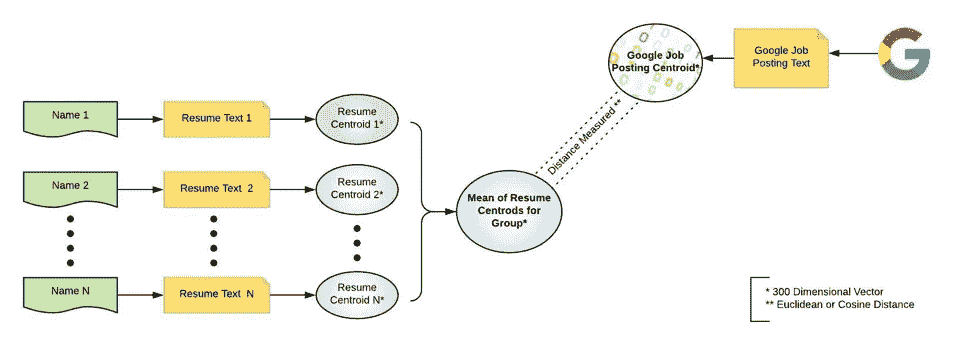 Google Job
Posting Centroid*
Google Job
Posting Text
G
Name 1
Resume Text 1
Resume
Centroid 1*
Distance Measured **
Name 2
Resume Text 2
Resume
Centroid 2*
Mean of Resume
Centrods for
Group*
Name N
Resume Text N
Resume
Centroid N*
* 300 Dimensional Vector
** Euclidean or Cosine Distance